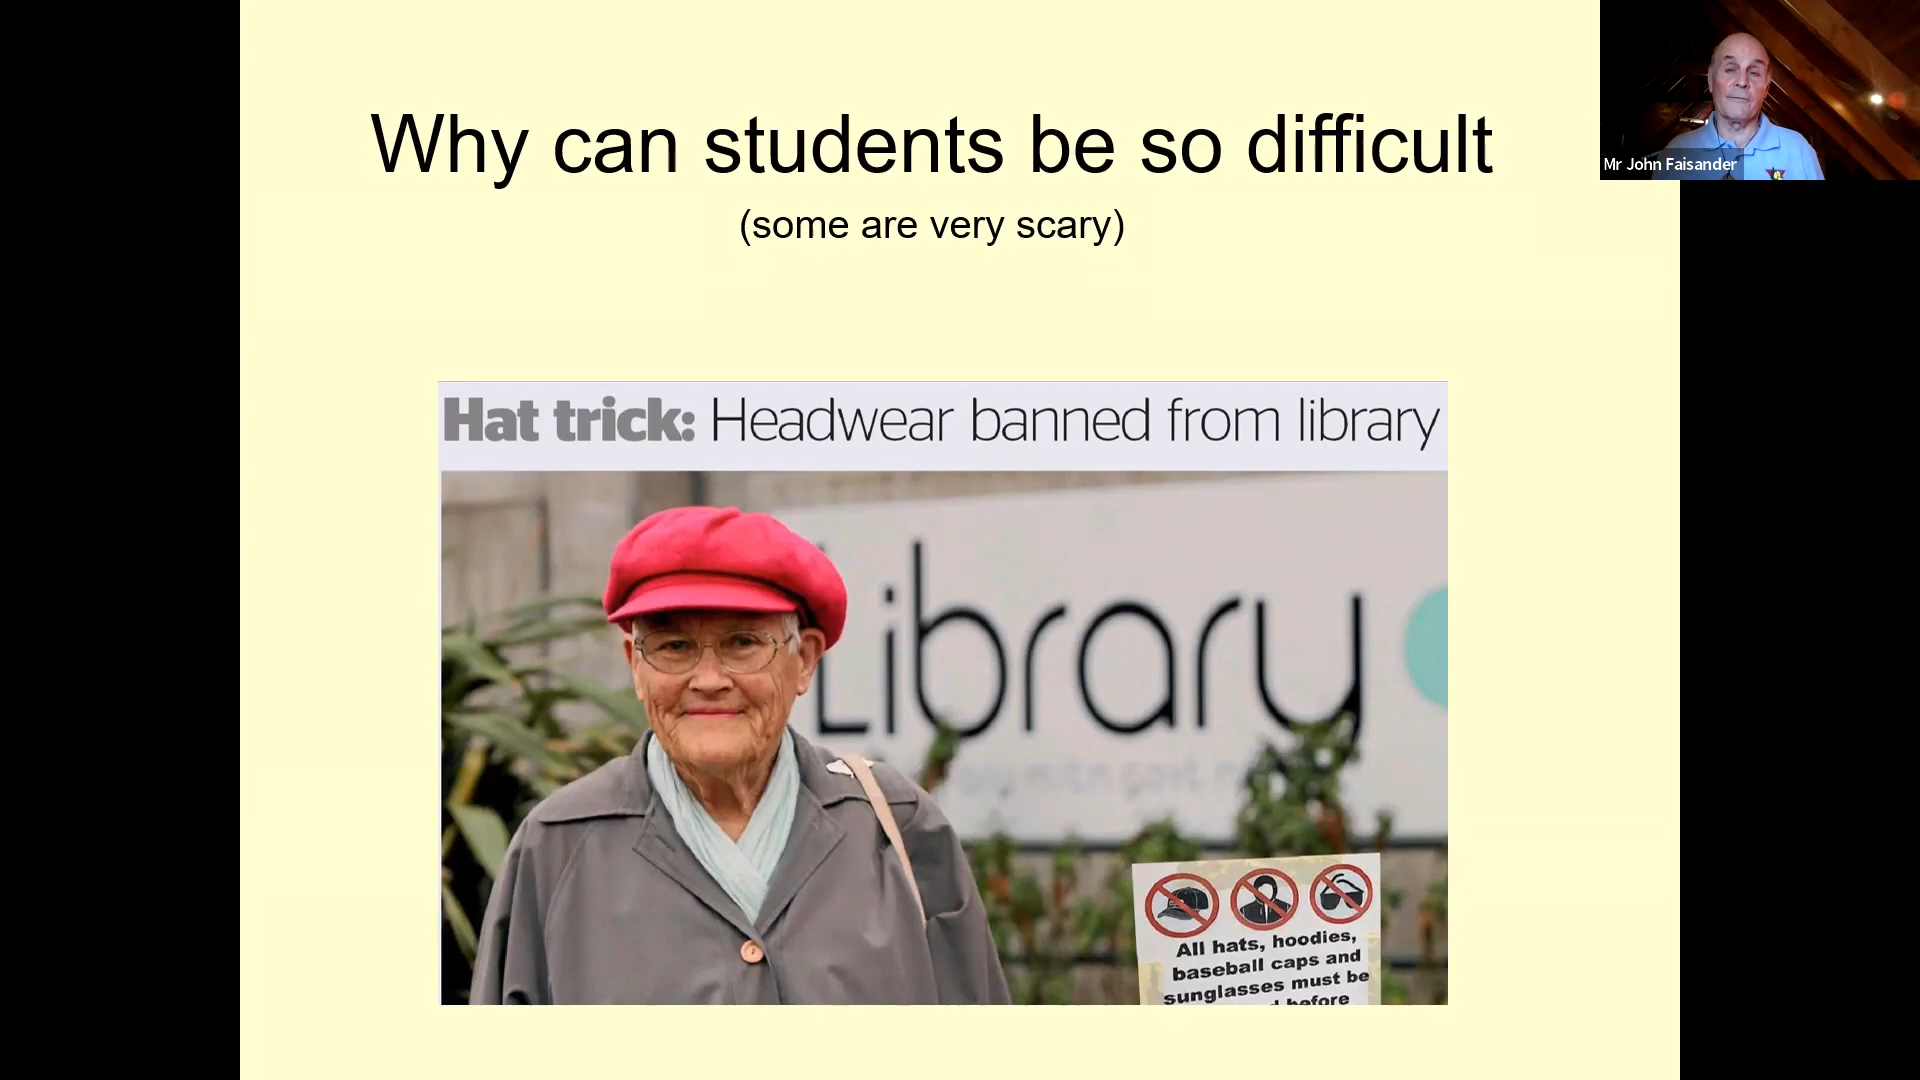 Why can students be so difficult
(some are very scary)
Mr John Faisander
Hat trick: Headwear banned from library
Library
All hats, hoodies,
baseball caps and
sunglasses must be
before